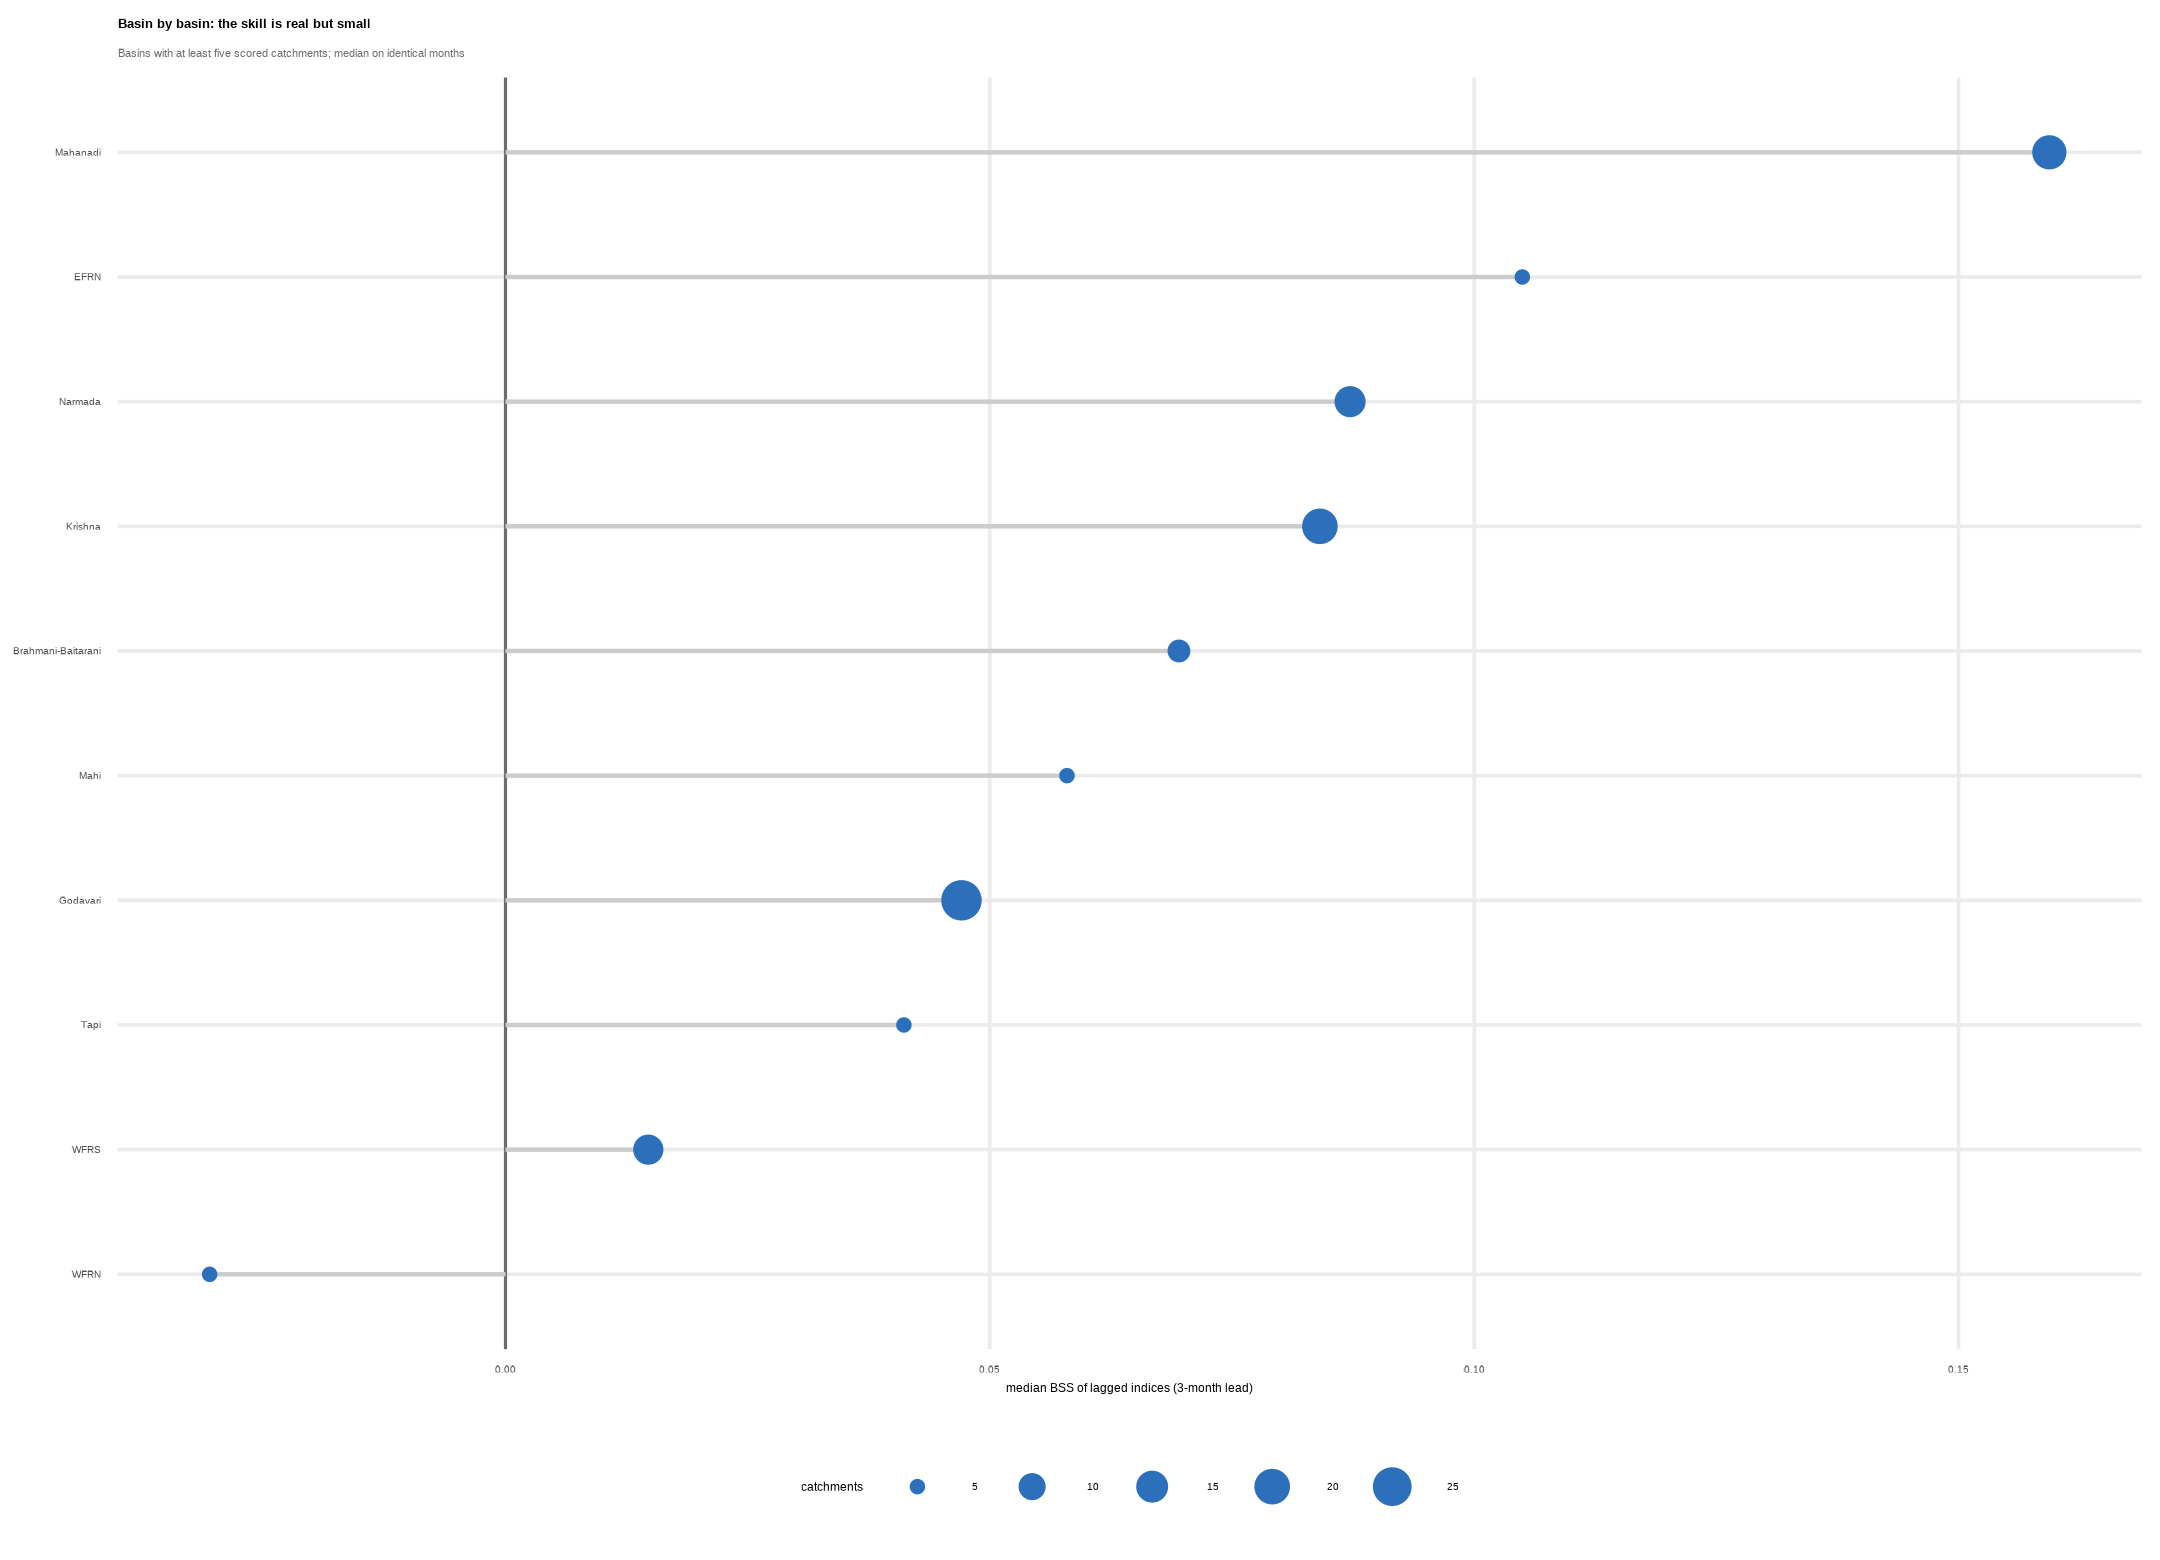 Basin by basin: the skill is real but small
Basins with at least five scored catchments; median on identical months
Mahanadi
EFRN
Narmada
Krishna
Brahmani-Baitarani
Mahi
Godavari
Tapi
WFRS
WFRN
0.00 0.05 0.10 0.15
median BSS of lagged indices (3-month lead)
catchments 5 10 15 20 25